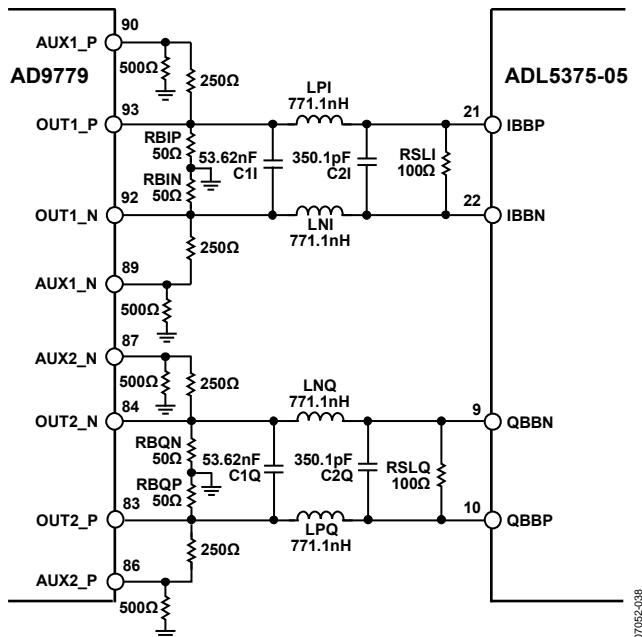 90
AUX1_P
AD9779
500Ω
250Ω
ADL5375-05
LPI
771.1nH
93
21
OUT1_P
IBBP
RBIP
50Ω
53.62nF
C1I
350.1pF
C2I
RSLI
100Ω
RBIN
50Ω
92
22
OUT1_N
IBBN
LNI
771.1nH
250Ω
89
AUX1_N
500Ω
87
AUX2_N
500Ω
250Ω
LNQ
771.1nH
84
9
OUT2_N
QBBN
RBQN
50Ω
53.62nF
C1Q
350.1pF
C2Q
RSLQ
100Ω
RBQP
50Ω
83
10
OUT2_P
QBBP
LPQ
771.1nH
250Ω
86
AUX2_P
500Ω
07052-038